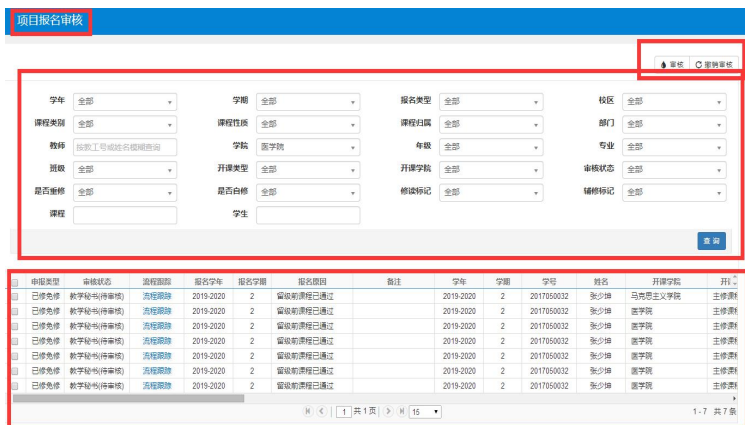 项目报名审核
审核 撤销审核
学年 全部 学期 全部 报名类型 全部 校区 全部
课程类别 全部 课程性质 全部 课程归属 全部 部门 全部
教师 按教工号或姓名模糊查询 学院 医学院 年级 全部 专业 全部
班级 全部 开课类型 全部 开课学院 全部 审核状态 全部
是否重修 全部 是否自修 全部 修读标记 全部 辅修标记 全部
课程 学生
查询
申报类型 审核状态 流程跟踪 报名学年 报名学期 报名原因 备注 学年 学期 学号 姓名 开课学院
已修免修 教学秘书(待审核) 流程跟踪 2019-2020 2 留级前课程已通过 2019-2020 2 2017050032 张少坤 马克思主义学院 主修课程
已修免修 教学秘书(待审核) 流程跟踪 2019-2020 2 留级前课程已通过 2019-2020 2 2017050032 张少坤 医学院 主修课程
已修免修 教学秘书(待审核) 流程跟踪 2019-2020 2 留级前课程已通过 2019-2020 2 2017050032 张少坤 医学院 主修课程
已修免修 教学秘书(待审核) 流程跟踪 2019-2020 2 留级前课程已通过 2019-2020 2 2017050032 张少坤 医学院 主修课程
已修免修 教学秘书(待审核) 流程跟踪 2019-2020 2 留级前课程已通过 2019-2020 2 2017050032 张少坤 医学院 主修课程
已修免修 教学秘书(待审核) 流程跟踪 2019-2020 2 留级前课程已通过 2019-2020 2 2017050032 张少坤 医学院 主修课程
已修免修 教学秘书(待审核) 流程跟踪 2019-2020 2 留级前课程已通过 2019-2020 2 2017050032 张少坤 医学院 主修课程
1 共1页 15 1-7 共7条